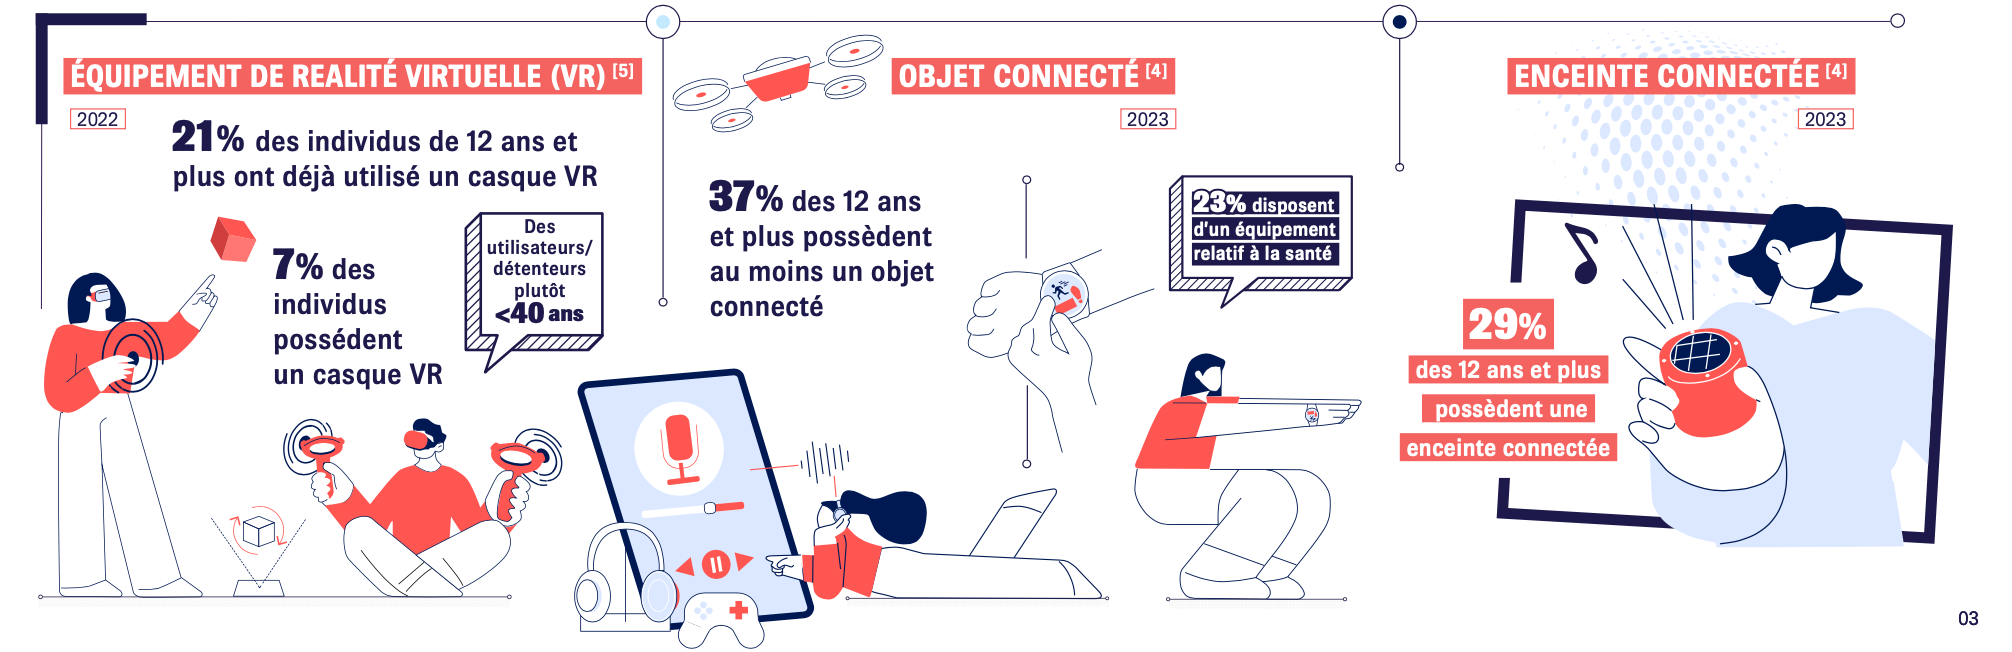 ÉQUIPEMENT DE REALITÉ VIRTUELLE (VR) [5]
2022
21% des individus de 12 ans et
plus ont déjà utilisé un casque VR
7% des
individus
possédent
un casque VR
Des
utilisateurs/
détenteurs
plutôt
<40 ans
OBJET CONNECTÉ [4]
2023
37% des 12 ans
et plus possèdent
au moins un objet
connecté
23% disposent
d'un équipement
relatif à la santé
ENCEINTE CONNECTÉE [4]
2023
29%
des 12 ans et plus
possèdent une
enceinte connectée
03